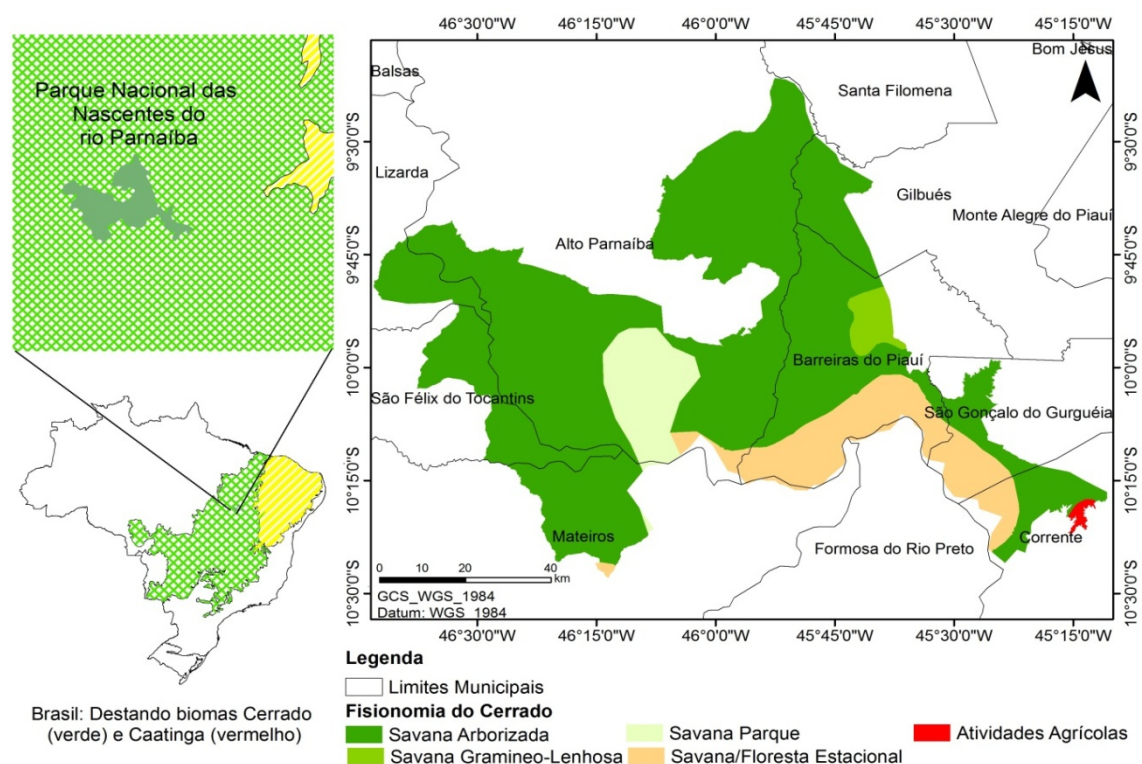 Parque Nacional das
Nascentes do
rio Parnaíba
Brasil: Destando biomas Cerrado
(verde) e Caatinga (vermelho)
46°30'0"W 46°15'0"W 46°0'0"W 45°45'0"W 45°30'0"W 45°15'0"W
9°30'0"S
9°45'0"S
10°0'0"S
10°15'0"S
10°30'0"S
Bom Jesus
Balsas
Santa Filomena
Lizarda
Gilbués
Monte Alegre do Piauí
Alto Parnaíba
Barreiras do Piauí
São Félix do Tocantins
São Gonçalo do Gurguéia
Mateiros
Formosa do Rio Preto
Corrente
0 10 20 40
km
GCS_WGS_1984
Datum: WGS_1984
9°30'0"S
9°45'0"S
10°0'0"S
10°15'0"S
10°30'0"S
46°30'0"W 46°15'0"W 46°0'0"W 45°45'0"W 45°30'0"W 45°15'0"W
Legenda
Limites Municipais
Fisionomia do Cerrado
Savana Arborizada Savana Parque Atividades Agrícolas
Savana Gramineo-Lenhosa Savana/Floresta Estacional